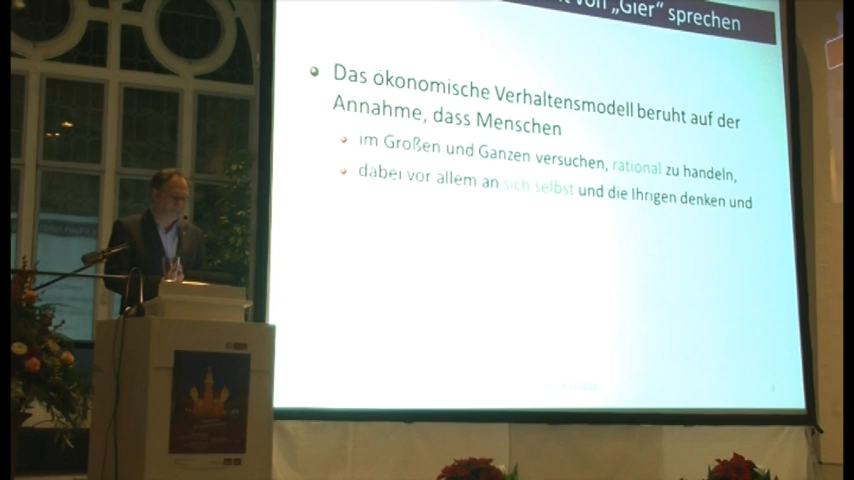 von „Gier“ sprechen
Das ökonomische Verhaltensmodell beruht auf der
Annahme, dass Menschen
im Großen und Ganzen versuchen, rational zu handeln,
dabei vor allem an sich selbst und die Ihrigen denken und